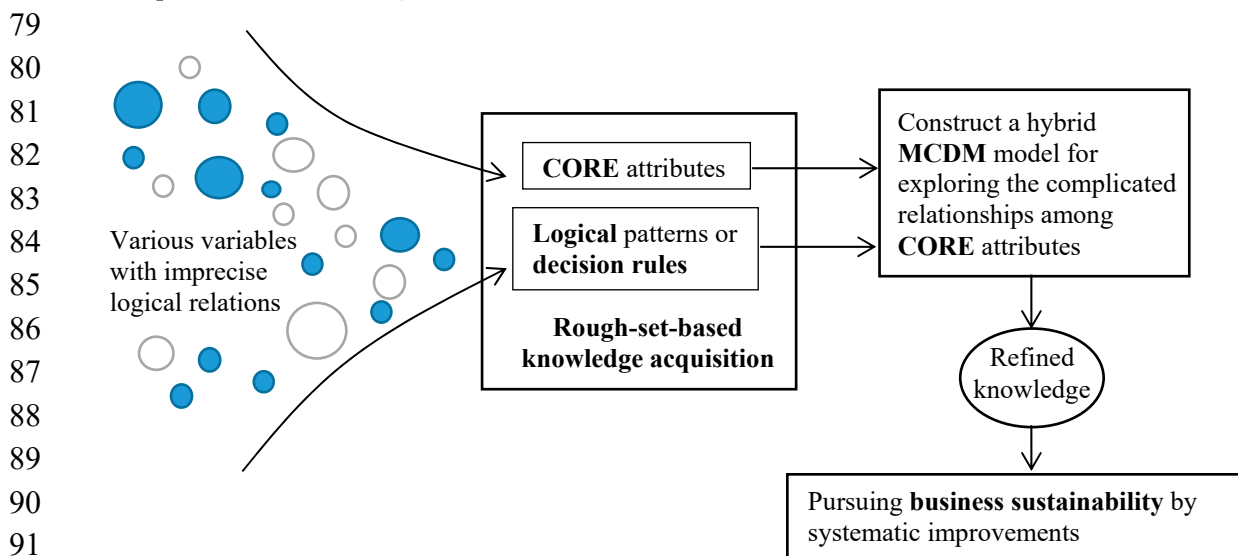 79
80
81
82
83
84
85
86
87
88
89
90
91
Various variables
with imprecise
logical relations
CORE attributes
Logical patterns or
decision rules
Rough-set-based
knowledge acquisition
Construct a hybrid
MCDM model for
exploring the complicated
relationships among
CORE attributes
Refined
knowledge
Pursuing business sustainability by
systematic improvements